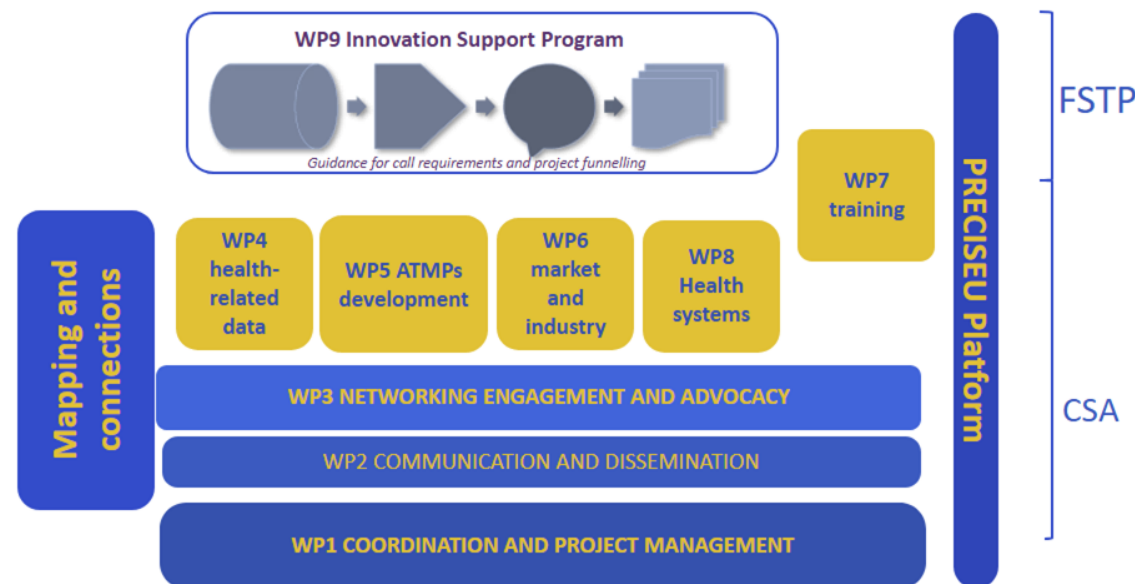 WP9 Innovation Support Program
Guidance for call requirements and project funnelling
FSTP
WP7
training
PRECISEU Platform
Mapping and
connections
WP4
health-
related
data
WP5 ATMPs
development
WP6
market
and
industry
WP8
Health
systems
WP3 NETWORKING ENGAGEMENT AND ADVOCACY
CSA
WP2 COMMUNICATION AND DISSEMINATION
WP1 COORDINATION AND PROJECT MANAGEMENT